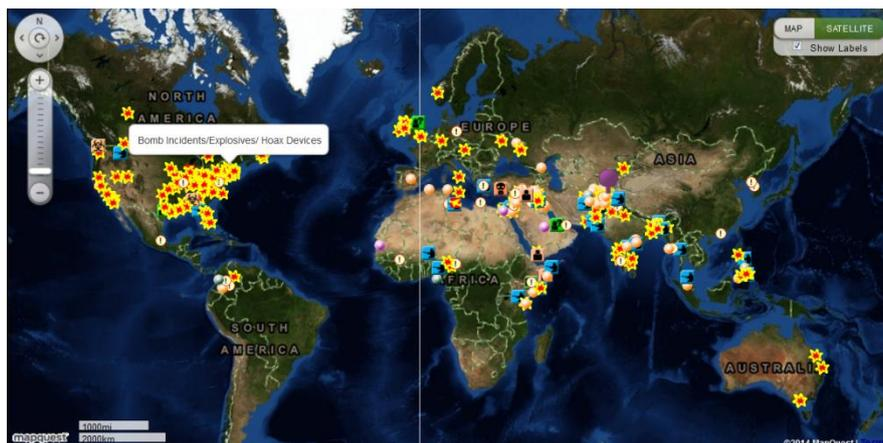 N
MAP
SATELLITE
Show Labels
NORTH
AMERICA
Bomb Incidents/Explosives/ Hoax Devices
EUROPE
ASIA
AFRICA
SOUTH
AMERICA
AUSTRALI
1000mi
2000km
mapquest
©2014 MapQuest